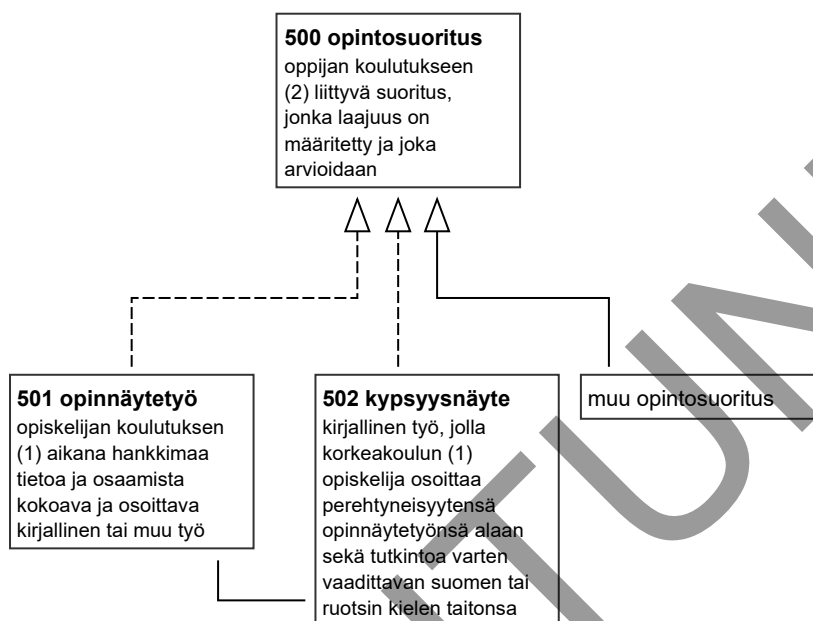 500 opintosuoritus
oppijan koulutukseen
(2) liittyvä suoritus,
jonka laajuus on
määritetty ja joka
arvioidaan
501 opinnäytetyö
opiskelijan koulutuksen
(1) aikana hankkimaa
tietoa ja osaamista
kokoava ja osoittava
kirjallinen tai muu työ
502 kypsyysnäyte
kirjallinen työ, jolla
korkeakoulun (1)
opiskelija osoittaa
perehtyneisyytensä
opinnäytetyönsä alaan
sekä tutkintoa varten
vaadittavan suomen tai
ruotsin kielen taitonsa
muu opintosuoritus